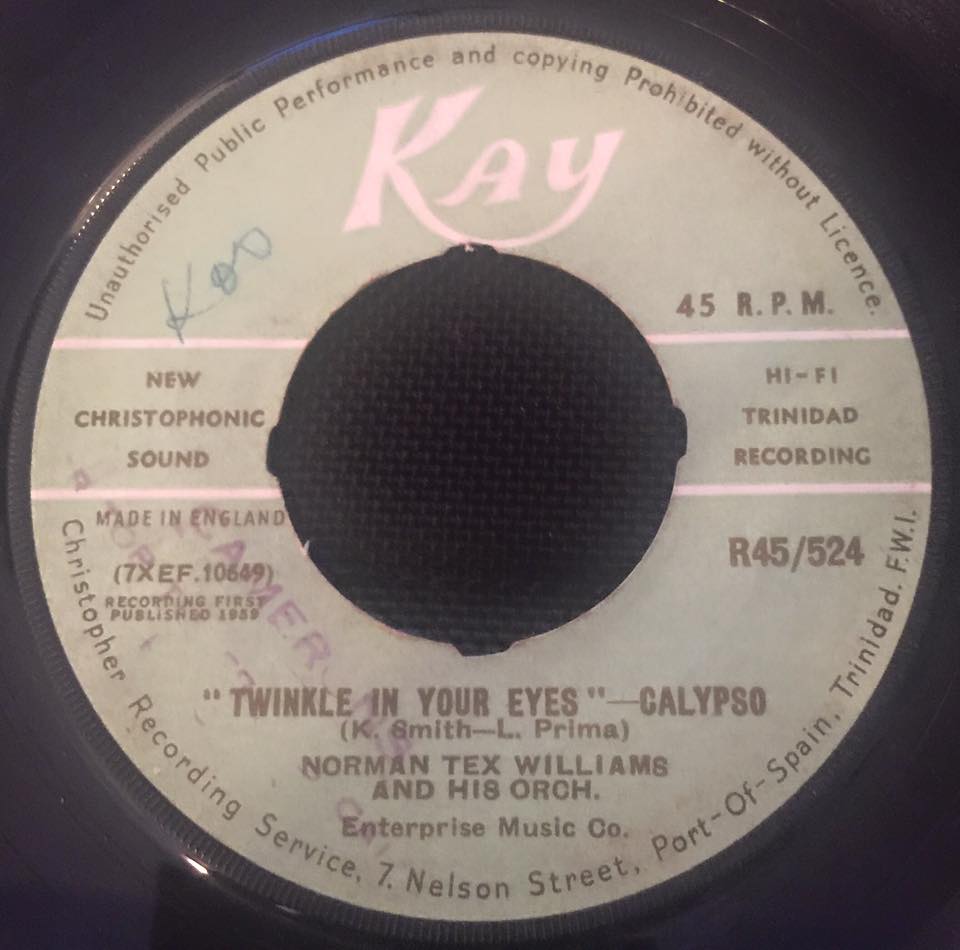 Unauthorised Public Performance and copying Prohibited without Licence.
Kay
45 R.P.M.
NEW
CHRISTOPHONIC
SOUND
HI-FI
TRINIDAD
RECORDING
MADE IN ENGLAND
(7XEF.10649)
RECORDING FIRST
PUBLISHED 1959
R45/524
"TWINKLE IN YOUR EYES"—CALYPSO
(K. Smith—L. Prima)
NORMAN TEX WILLIAMS
AND HIS ORCH.
Enterprise Music Co.
Christopher Recording Service, 7. Nelson Street, Port-Of-Spain, Trinidad. F.W.I.